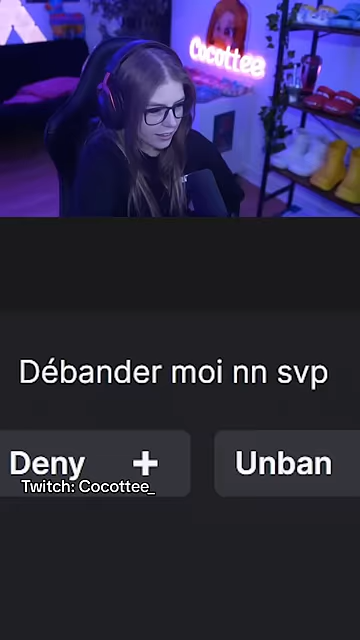 Cocottee
Débander moi nn svp
Deny +
Unban
Twitch: Cocottee_